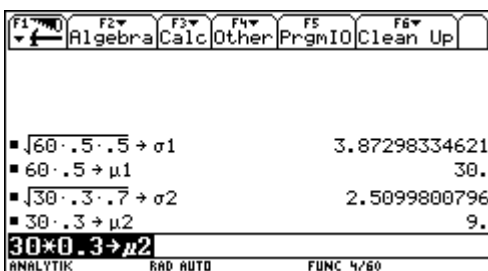 F1 F2 Algebra F3 Calc F4 Other F5 PrgmIO F6 Clean Up
√60·.5·.5 → σ1 3.87298334621
60·.5 → μ1 30.
√30·.3·.7 → σ2 2.5099800796
30·.3 → μ2 9.
30*0.3→μ2
ANALYTIK RAD AUTO FUNC 4/60